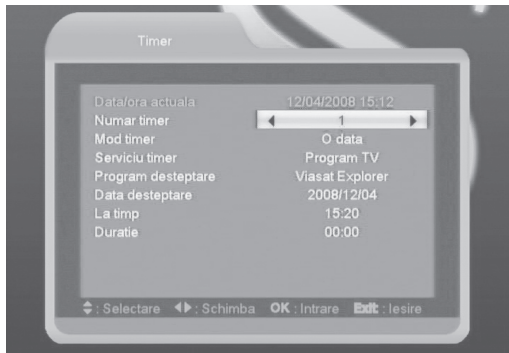 Timer
Data/ora actuala 12/04/2008 15:12
Numar timer 1
Mod timer O data
Serviciu timer Program TV
Program desteptare Viasat Explorer
Data desteptare 2008/12/04
La timp 15:20
Duratie 00:00
: Selectare : Schimba OK : Intrare Exit : Iesire